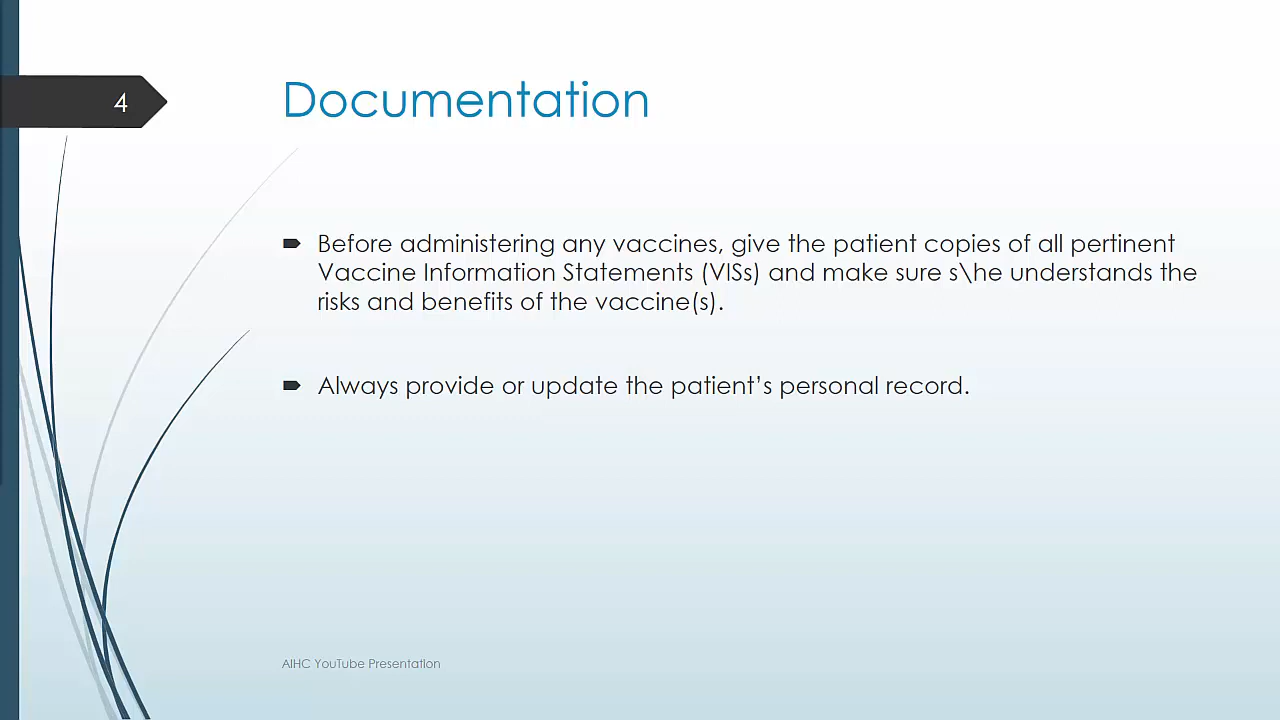 4
Documentation
Before administering any vaccines, give the patient copies of all pertinent
Vaccine Information Statements (VISs) and make sure s\he understands the
risks and benefits of the vaccine(s).
Always provide or update the patient’s personal record.
AIHC YouTube Presentation